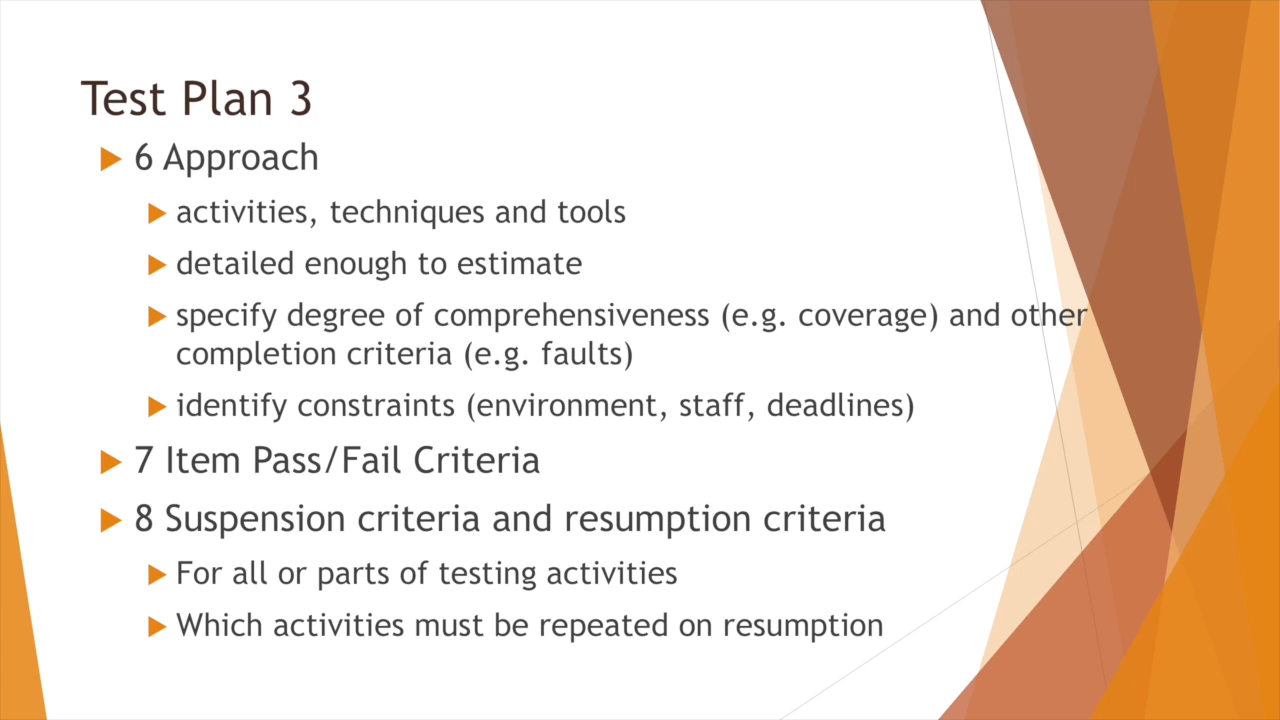 Test Plan 3
6 Approach
activities, techniques and tools
detailed enough to estimate
specify degree of comprehensiveness (e.g. coverage) and other
completion criteria (e.g. faults)
identify constraints (environment, staff, deadlines)
7 Item Pass/Fail Criteria
8 Suspension criteria and resumption criteria
For all or parts of testing activities
Which activities must be repeated on resumption